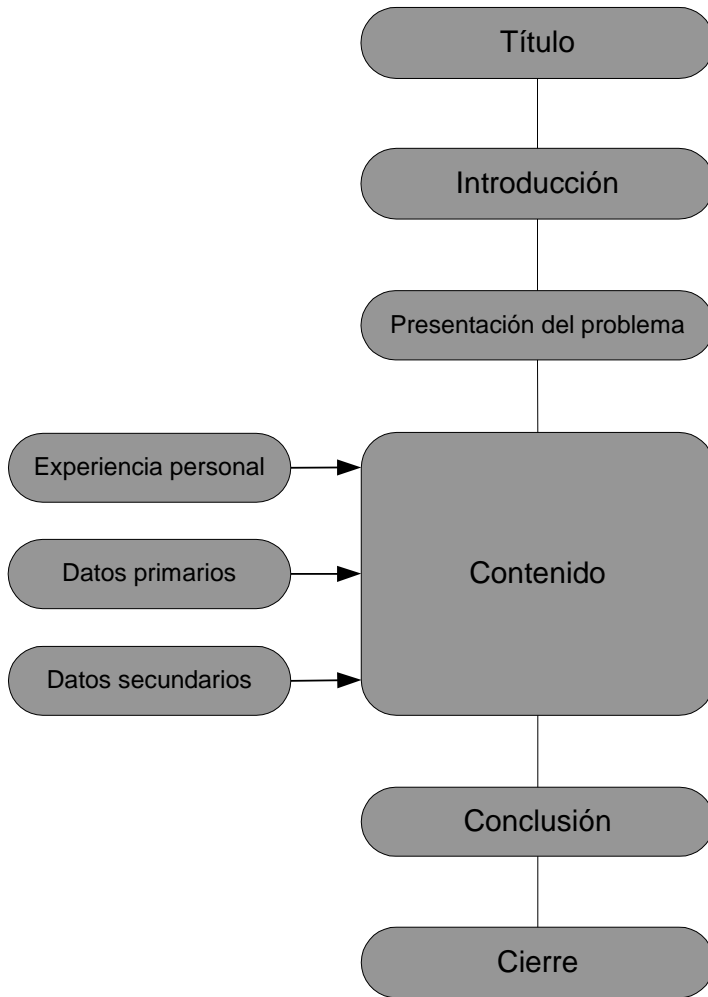 Título
Introducción
Presentación del problema
Experiencia personal
Datos primarios
Contenido
Datos secundarios
Conclusión
Cierre